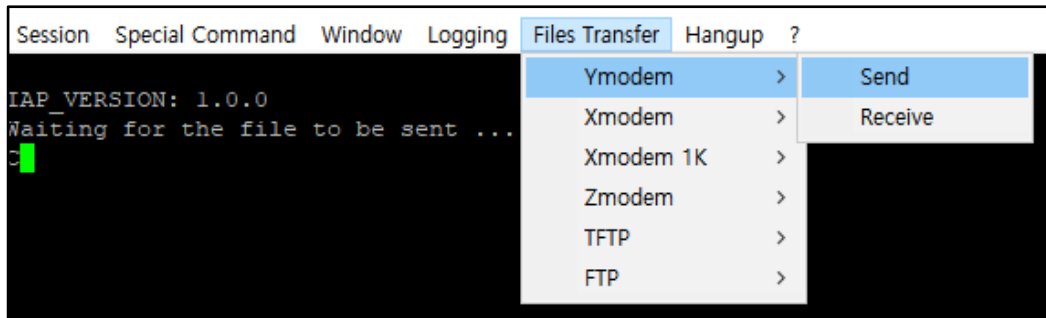 Session Special Command Window Logging Files Transfer Hangup ?
IAP_VERSION: 1.0.0
Waiting for the file to be sent ...
C
Ymodem >
Send
Receive
Xmodem >
Xmodem 1K >
Zmodem >
TFTP >
FTP >